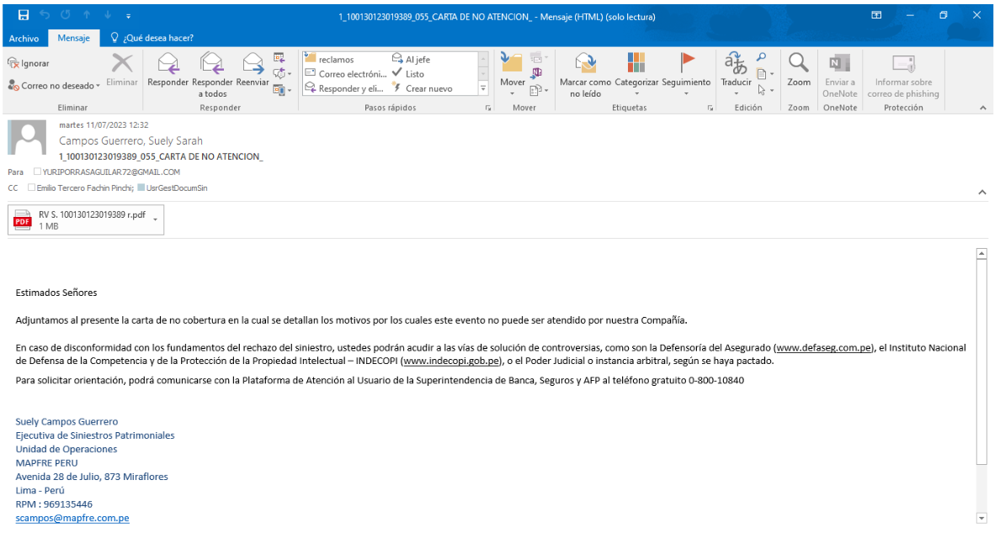 1_100130123019389_055_CARTA DE NO ATENCION_ - Mensaje (HTML) (solo lectura)
Archivo Mensaje ¿Qué desea hacer?
Ignorar
Correo no deseado
Eliminar
Eliminar
Responder Responder a todos Reenviar
Responder
reclamos Al jefe
Correo electróni... Listo
Responder y eli... Crear nuevo
Pasos rápidos
Mover
Mover
Marcar como no leído Categorizar Seguimiento
Etiquetas
Traducir
Edición
Zoom
Zoom
Enviar a OneNote
OneNote
Informar sobre correo de phishing
Protección
martes 11/07/2023 12:32
Campos Guerrero, Suely Sarah
1_100130123019389_055_CARTA DE NO ATENCION_
Para YURIPORRASAGUILAR72@GMAIL.COM
CC Emilio Tercero Fachin Pinchi; UsrGestDocumSin
PDF RV S. 100130123019389 r.pdf
1 MB
Estimados Señores
Adjuntamos al presente la carta de no cobertura en la cual se detallan los motivos por los cuales este evento no puede ser atendido por nuestra Compañía.
En caso de disconformidad con los fundamentos del rechazo del siniestro, ustedes podrán acudir a las vías de solución de controversias, como son la Defensoría del Asegurado (www.defaseg.com.pe), el Instituto Nacional
de Defensa de la Competencia y de la Protección de la Propiedad Intelectual – INDECOPI (www.indecopi.gob.pe), o el Poder Judicial o instancia arbitral, según se haya pactado.
Para solicitar orientación, podrá comunicarse con la Plataforma de Atención al Usuario de la Superintendencia de Banca, Seguros y AFP al teléfono gratuito 0-800-10840
Suely Campos Guerrero
Ejecutiva de Siniestros Patrimoniales
Unidad de Operaciones
MAPFRE PERU
Avenida 28 de Julio, 873 Miraflores
Lima - Perú
RPM : 969135446
scampos@mapfre.com.pe